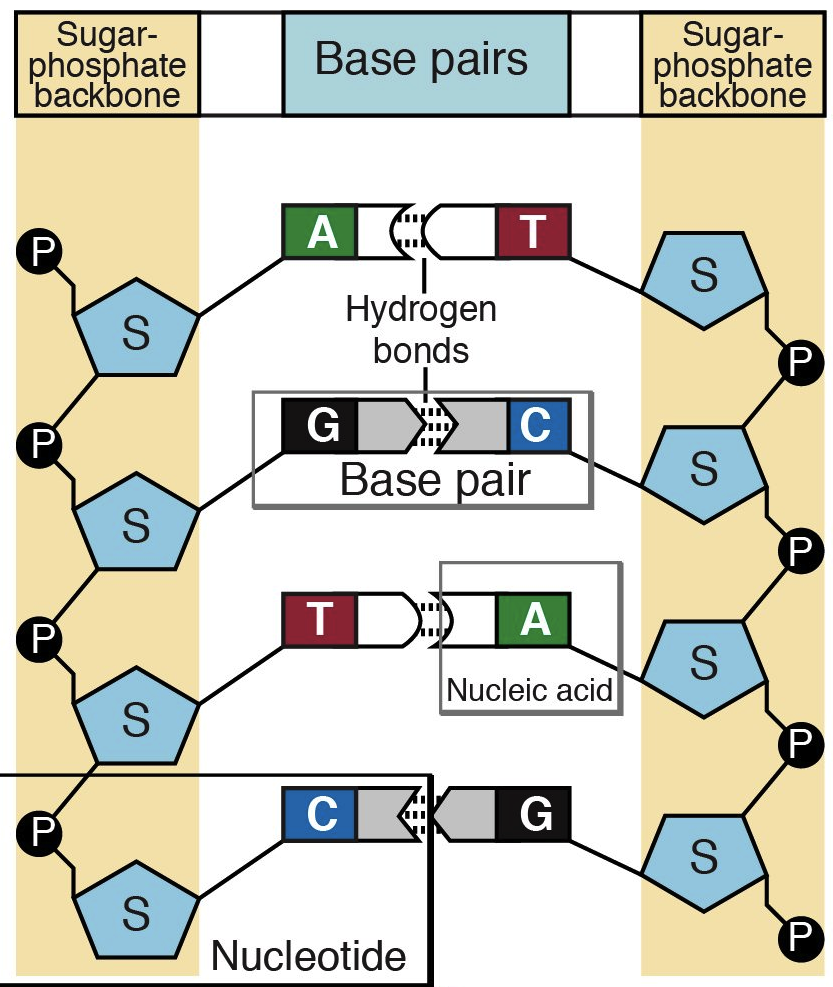 Sugar-
phosphate
backbone
Base pairs
Sugar-
phosphate
backbone
A T
P S
S P
Hydrogen
bonds
G C
P S
S P
Base pair
T A
P S
S P
Nucleic acid
C G
P S
S P
Nucleotide